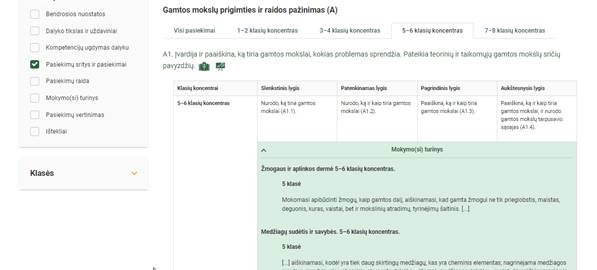 Bendrosios nuostatos
Dalyko tikslas ir uždaviniai
Kompetencijų ugdymas dalyku
Pasiekimų sritys ir pasiekimai
Pasiekimų raida
Mokymo(si) turinys
Pasiekimų vertinimas
Ištekliai
Klasės
Gamtos mokslų prigimties ir raidos pažinimas (A)
Visi pasiekimai
1–2 klasių koncentras
3–4 klasių koncentras
5–6 klasių koncentras
7–8 klasių koncentras
A1. Įvardija ir paaiškina, ką tiria gamtos mokslai, kokias problemas sprendžia. Pateikia teorinių ir taikomųjų gamtos mokslų sričių
pavyzdžių.
Klasių koncentrai
Slenkstinis lygis
Patenkinamas lygis
Pagrindinis lygis
Aukštesnysis lygis
5–6 klasių koncentras
Nurodo, ką tiria gamtos
mokslai (A1.1).
Nurodo, ką ir kaip tiria gamtos
mokslai (A1.2).
Paaiškina, ką ir kaip tiria
gamtos mokslai (A1.3).
Paaiškina, ką ir kaip tiria
gamtos mokslai, ir nurodo
gamtos mokslų tarpusavio
sąsajas (A1.4).
Mokymo(si) turinys
Žmogaus ir aplinkos dermė 5–6 klasių koncentras.
5 klasė
Mokomasi apibūdinti žmogų, kaip gamtos dalį, aiškinamasi, kad gamta žmogui ne tik prieglobstis, maistas,
deguonis, kuras, vaistai, bet ir mokslinių atradimų, tyrinėjimų šaltinis. [...]
Medžiagų sudėtis ir savybės. 5–6 klasių koncentras.
5 klasė
[...] aiškinamasi, kodėl yra tiek daug skirtingų medžiagų, kas yra cheminis elementas; nagrinėjama medžiagos